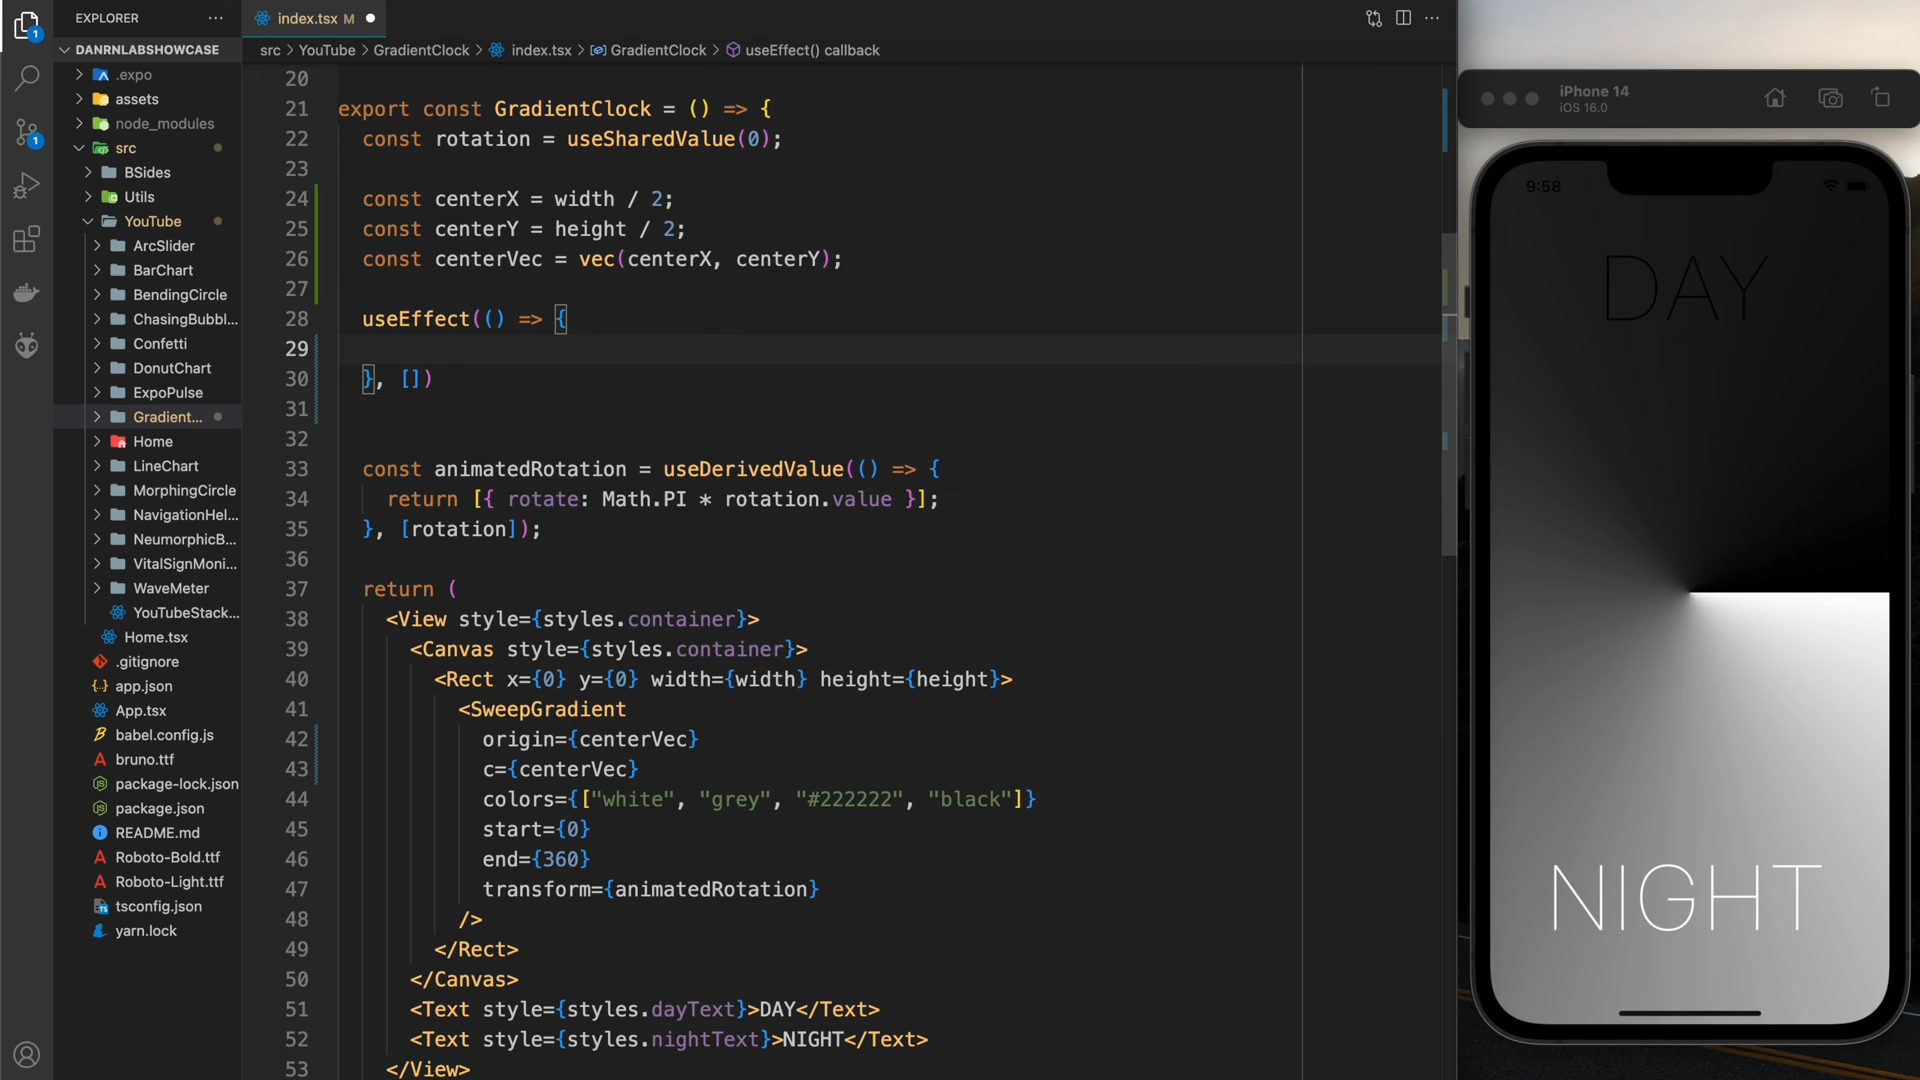 EXPLORER
DANRNLABSHOWCASE
.expo
assets
node_modules
src
BSides
Utils
YouTube
ArcSlider
BarChart
BendingCircle
ChasingBubbl...
Confetti
DonutChart
ExpoPulse
Gradient...
Home
LineChart
MorphingCircle
NavigationHel...
NeumorphicB...
VitalSignMoni...
WaveMeter
YouTubeStack...
Home.tsx
.gitignore
app.json
App.tsx
babel.config.js
bruno.ttf
package-lock.json
package.json
README.md
Roboto-Bold.ttf
Roboto-Light.ttf
tsconfig.json
yarn.lock
1
1
index.tsx M
src > YouTube > GradientClock > index.tsx > GradientClock > useEffect() callback
20
21 export const GradientClock = () => {
22 const rotation = useSharedValue(0);
23
24 const centerX = width / 2;
25 const centerY = height / 2;
26 const centerVec = vec(centerX, centerY);
27
28 useEffect(() => {
29
30 }, [])
31
32
33 const animatedRotation = useDerivedValue(() => {
34 return [{ rotate: Math.PI * rotation.value }];
35 }, [rotation]);
36
37 return (
38 <View style={styles.container}>
39 <Canvas style={styles.container}>
40 <Rect x={0} y={0} width={width} height={height}>
41 <SweepGradient
42 origin={centerVec}
43 c={centerVec}
44 colors={["white", "grey", "#222222", "black"]}
45 start={0}
46 end={360}
47 transform={animatedRotation}
48 />
49 </Rect>
50 </Canvas>
51 <Text style={styles.dayText}>DAY</Text>
52 <Text style={styles.nightText}>NIGHT</Text>
53 </View>
iPhone 14
iOS 16.0
9:58
DAY
NIGHT